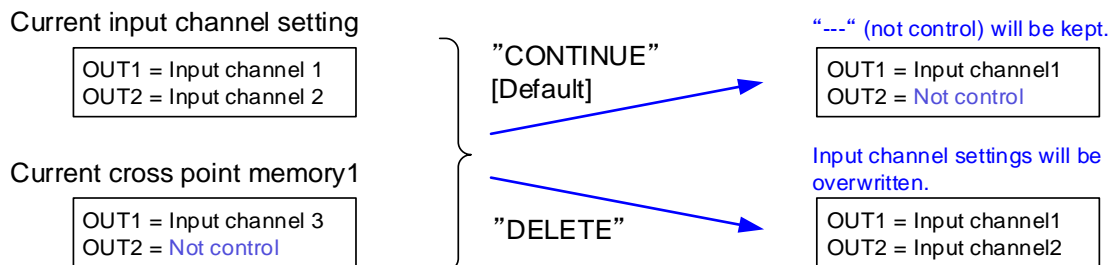 Current input channel setting
OUT1 = Input channel 1
OUT2 = Input channel 2
Current cross point memory1
OUT1 = Input channel 3
OUT2 = Not control
”CONTINUE”
[Default]
”DELETE”
“---“ (not control) will be kept.
OUT1 = Input channel1
OUT2 = Not control
Input channel settings will be
overwritten.
OUT1 = Input channel1
OUT2 = Input channel2